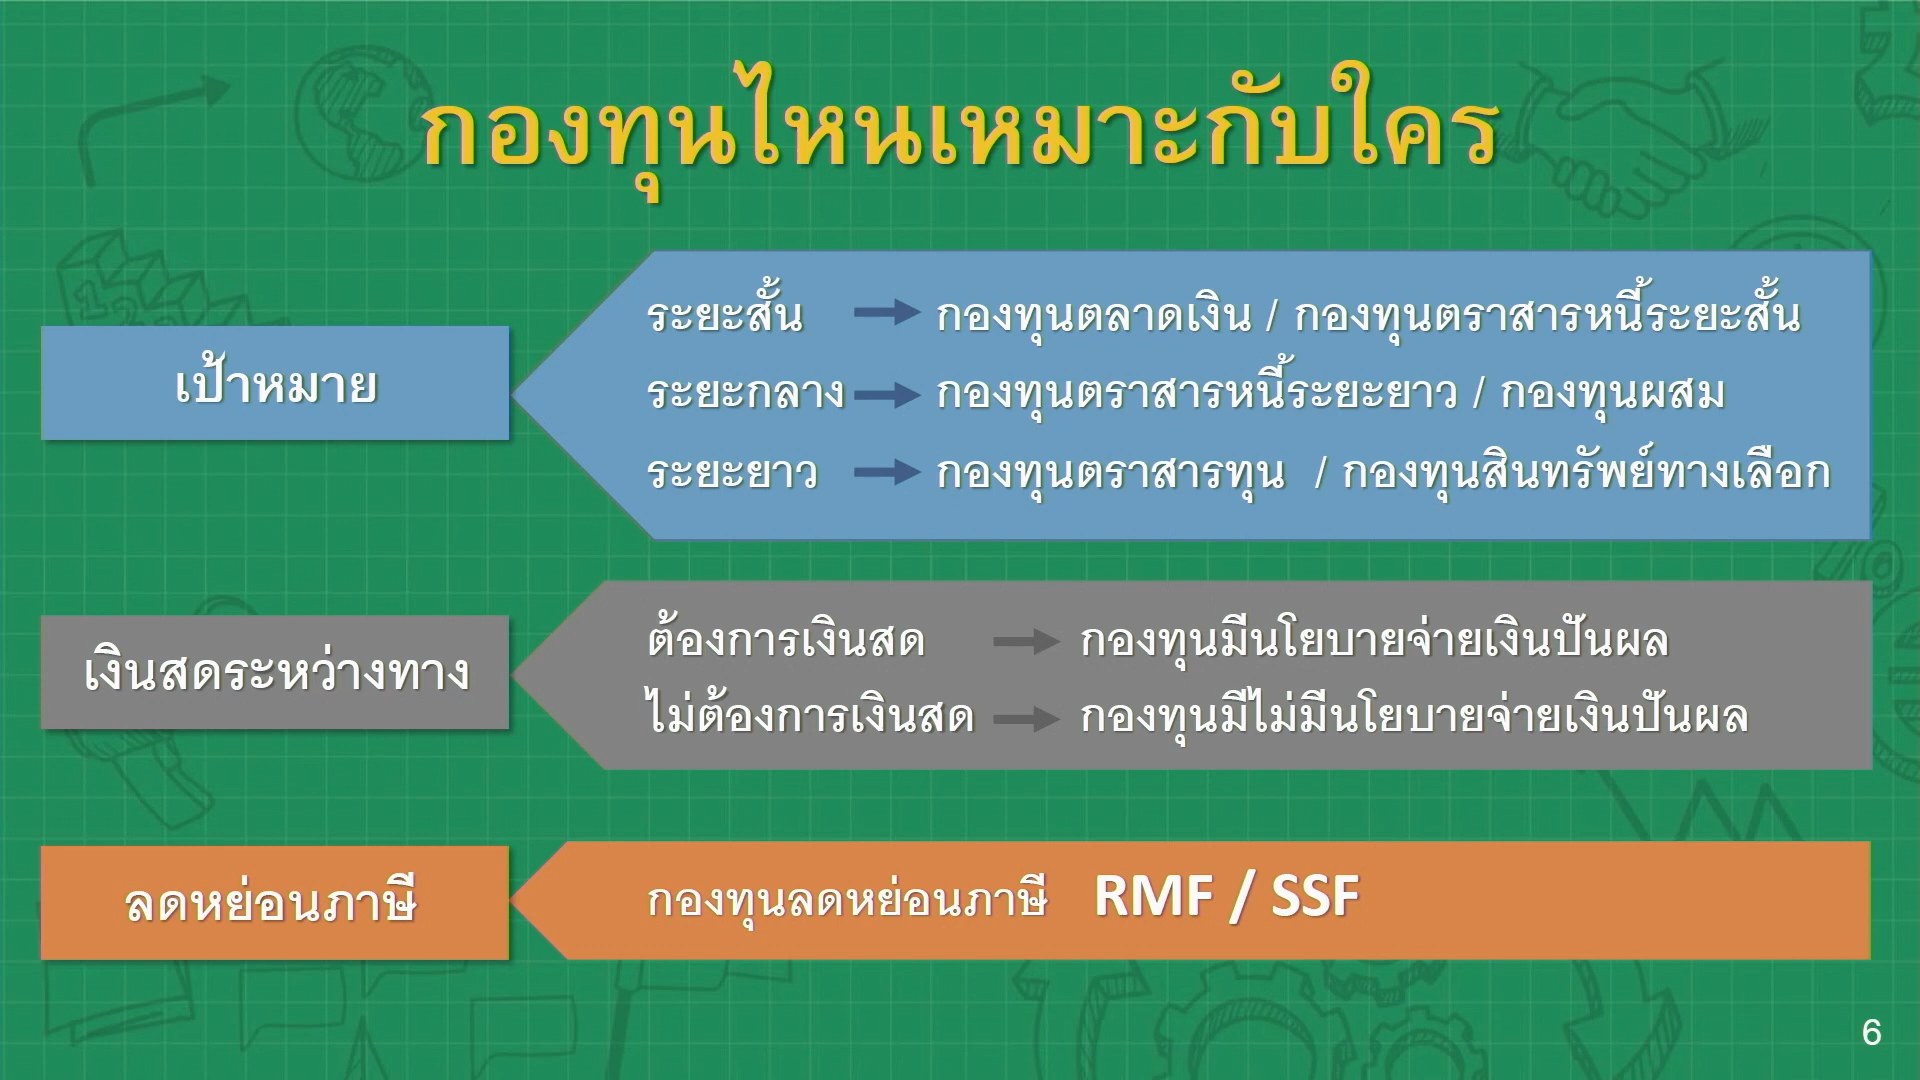 กองทุนไหนเหมาะกับใคร
เป้าหมาย
ระยะสั้น กองทุนตลาดเงิน / กองทุนตราสารหนี้ระยะสั้น
ระยะกลาง กองทุนตราสารหนี้ระยะยาว / กองทุนผสม
ระยะยาว กองทุนตราสารทุน / กองทุนสินทรัพย์ทางเลือก
เงินสดระหว่างทาง
ต้องการเงินสด กองทุนมีนโยบายจ่ายเงินปันผล
ไม่ต้องการเงินสด กองทุนมีไม่มีนโยบายจ่ายเงินปันผล
ลดหย่อนภาษี
กองทุนลดหย่อนภาษี RMF / SSF
6